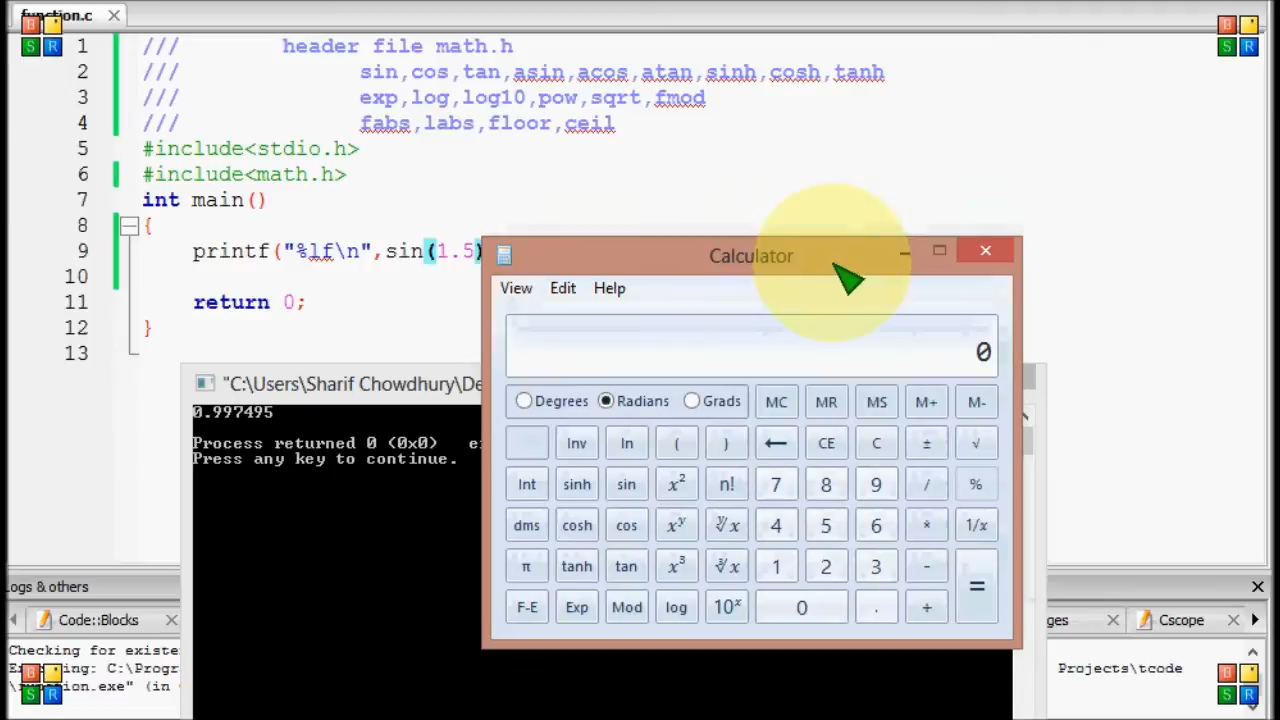 function.c
1 /// header file math.h
2 /// sin,cos,tan,asin,acos,atan,sinh,cosh,tanh
3 /// exp,log,log10,pow,sqrt,fmod
4 /// fabs,labs,floor,ceil
5 #include<stdio.h>
6 #include<math.h>
7 int main()
8 {
9 printf("%lf\n",sin(1.5)
10
11 return 0;
12 }
13
Calculator
View Edit Help
0
Degrees Radians Grads MC MR MS M+ M-
Inv ln ( ) ← CE C ± √
Int sinh sin x² n! 7 8 9 / %
dms cosh cos xʸ ʸ√x 4 5 6 * 1/x
π tanh tan x³ ³√x 1 2 3 - =
F-E Exp Mod log 10ˣ 0 . +
"C:\Users\Sharif Chowdhury\De
0.997495
Process returned 0 (0x0)
Press any key to continue.
Logs & others
Code::Blocks
Cscope
Checking for existe
C:\Progr
Projects\tcode
.exe" (in
B
S R
B
S R
B
S R
B
S R